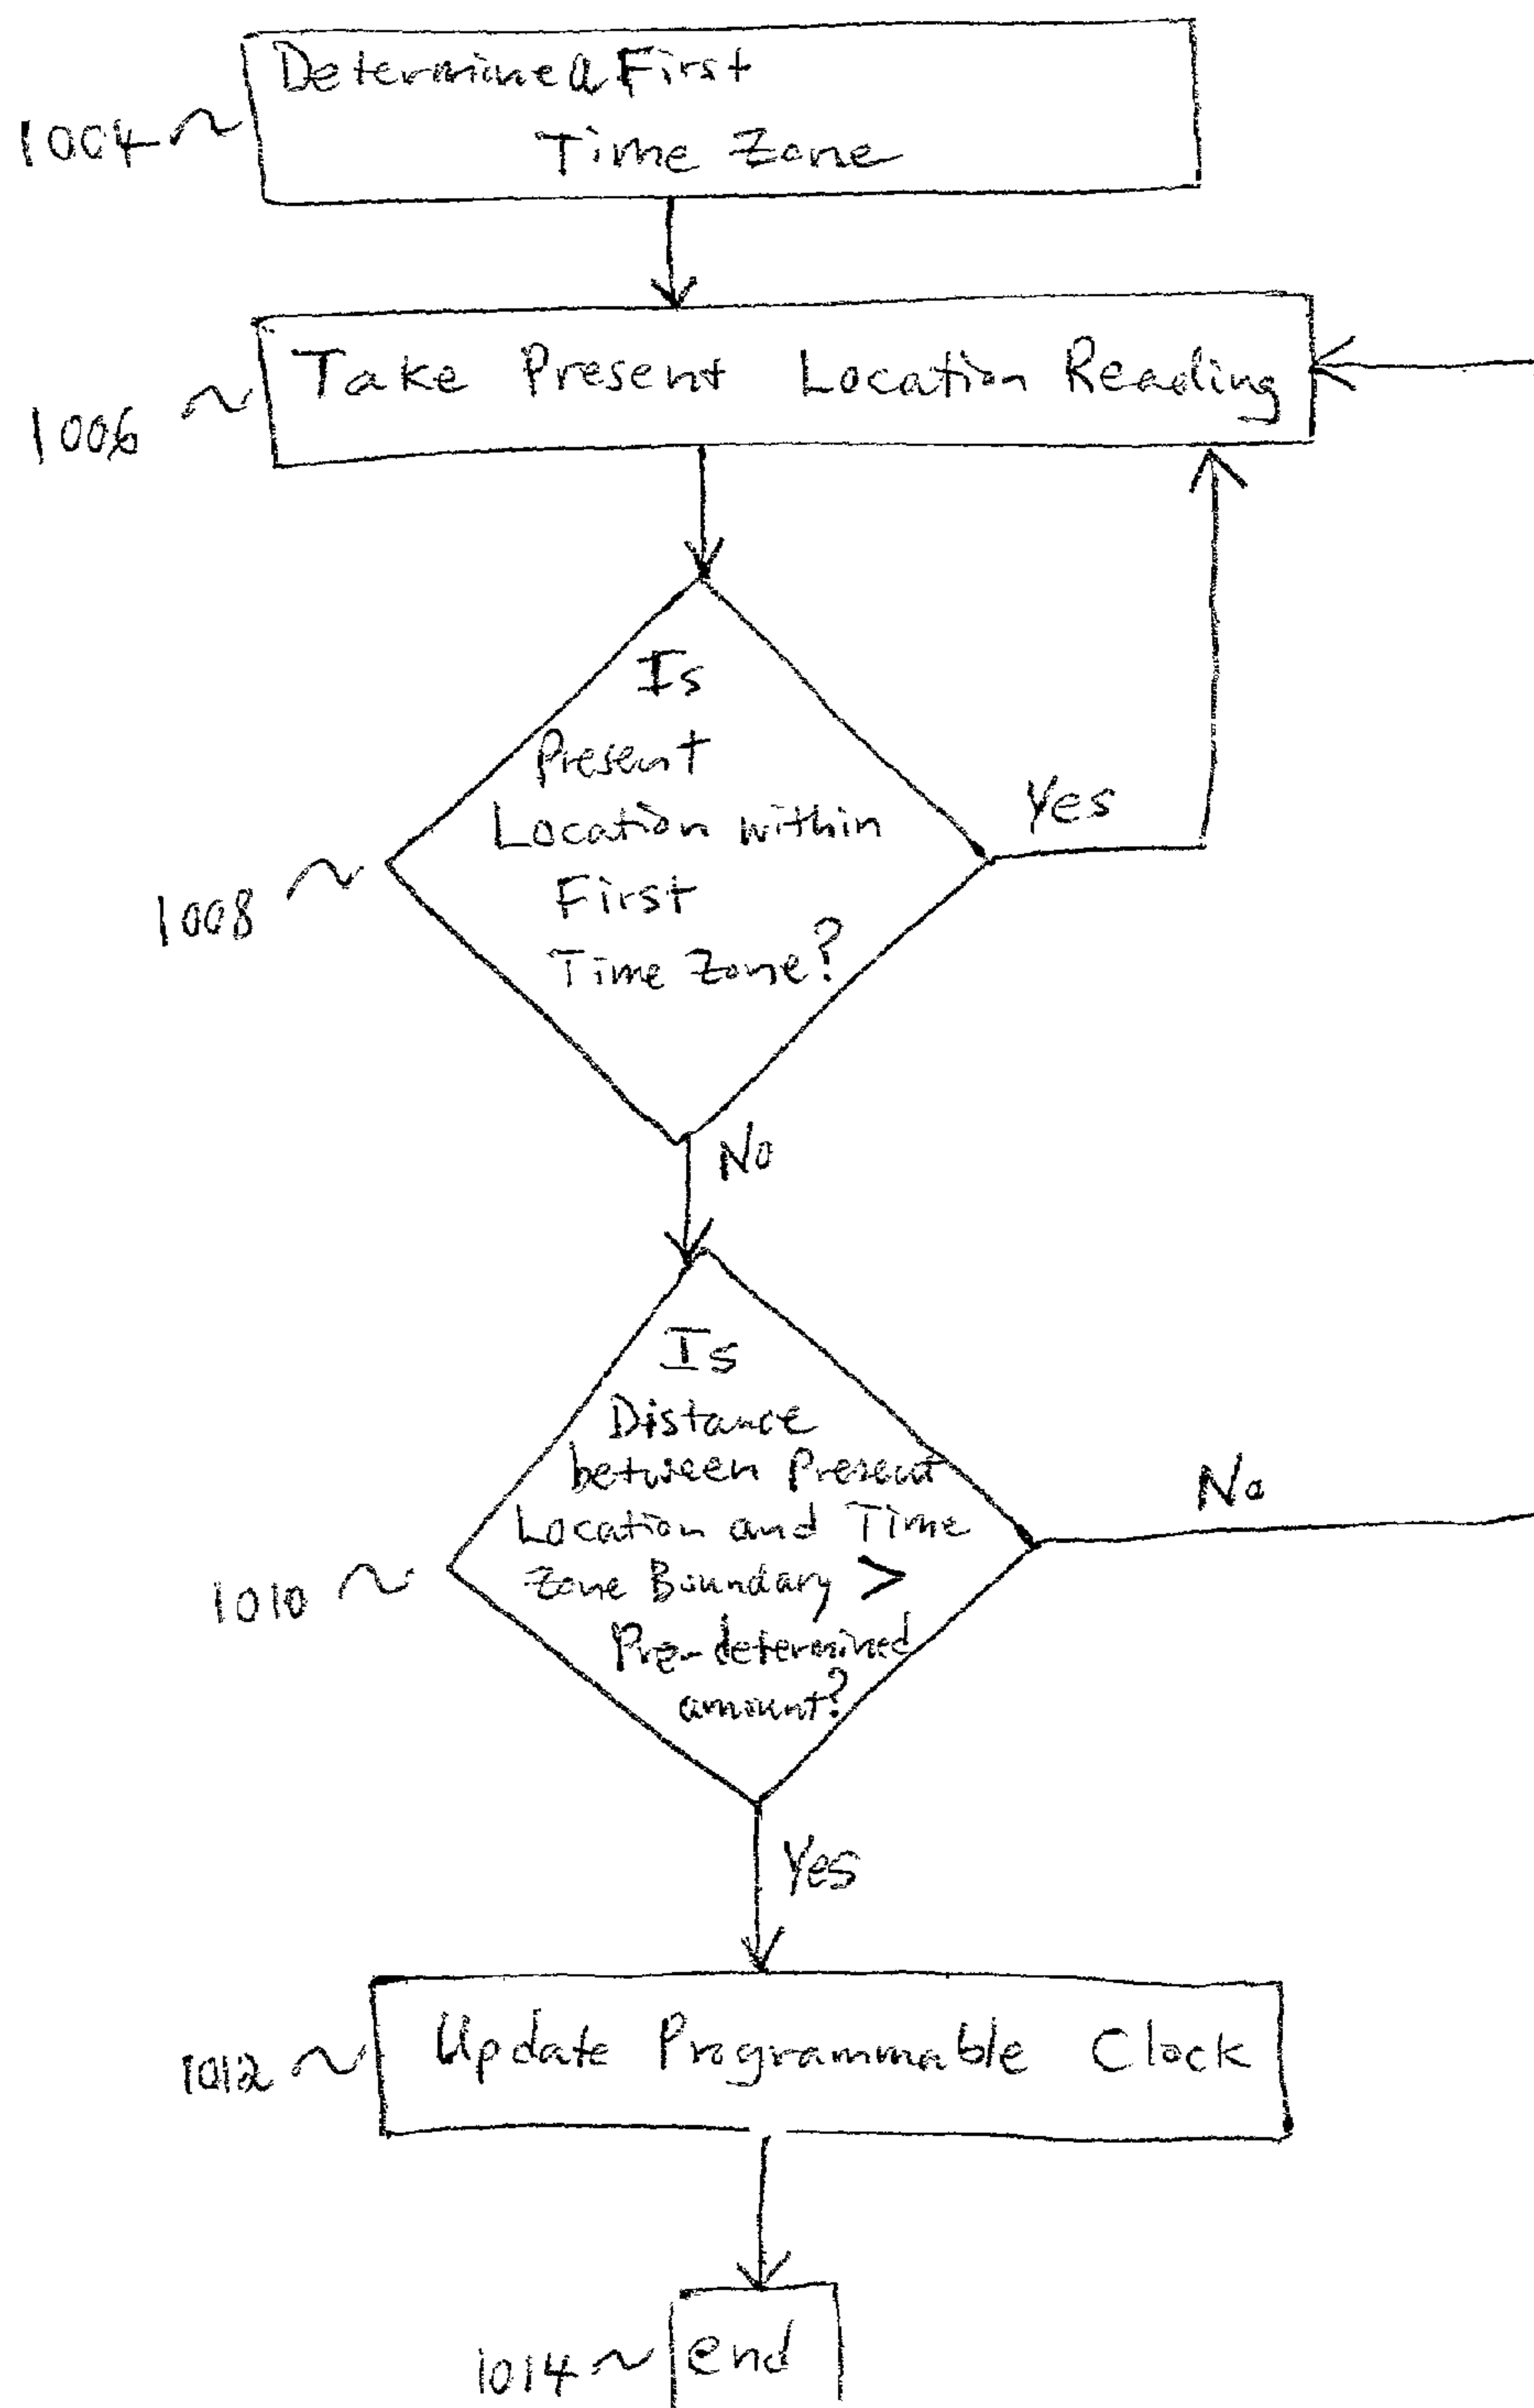 Determine a First
Time Zone
1004
Take Present Location Reading
1006
Is
Present
Location within
First
Time Zone?
Yes
1008
No
Is
Distance
between Present
Location and Time
Zone Boundary >
Pre-determined
amount?
No
1010
Yes
Update Programmable Clock
1012
end
1014